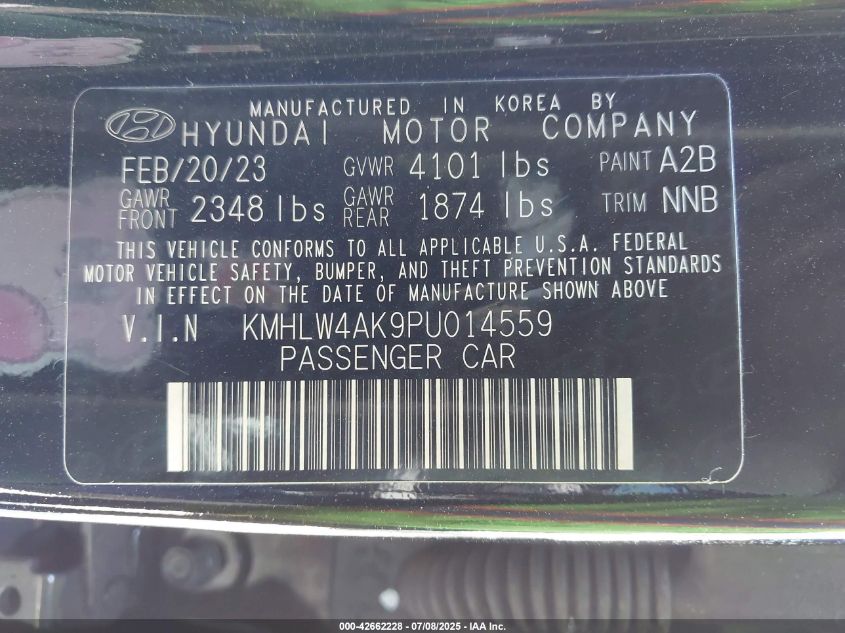 MANUFACTURED IN KOREA BY
HYUNDAI MOTOR COMPANY
FEB/20/23 GVWR 4101 lbs PAINT A2B
GAWR FRONT 2348 lbs GAWR REAR 1874 lbs TRIM NNB
THIS VEHICLE CONFORMS TO ALL APPLICABLE U.S.A. FEDERAL
MOTOR VEHICLE SAFETY, BUMPER, AND THEFT PREVENTION STANDARDS
IN EFFECT ON THE DATE OF MANUFACTURE SHOWN ABOVE
V.I.N KMHLW4AK9PU014559
PASSENGER CAR
000-42662228 - 07/08/2025 - IAA Inc.